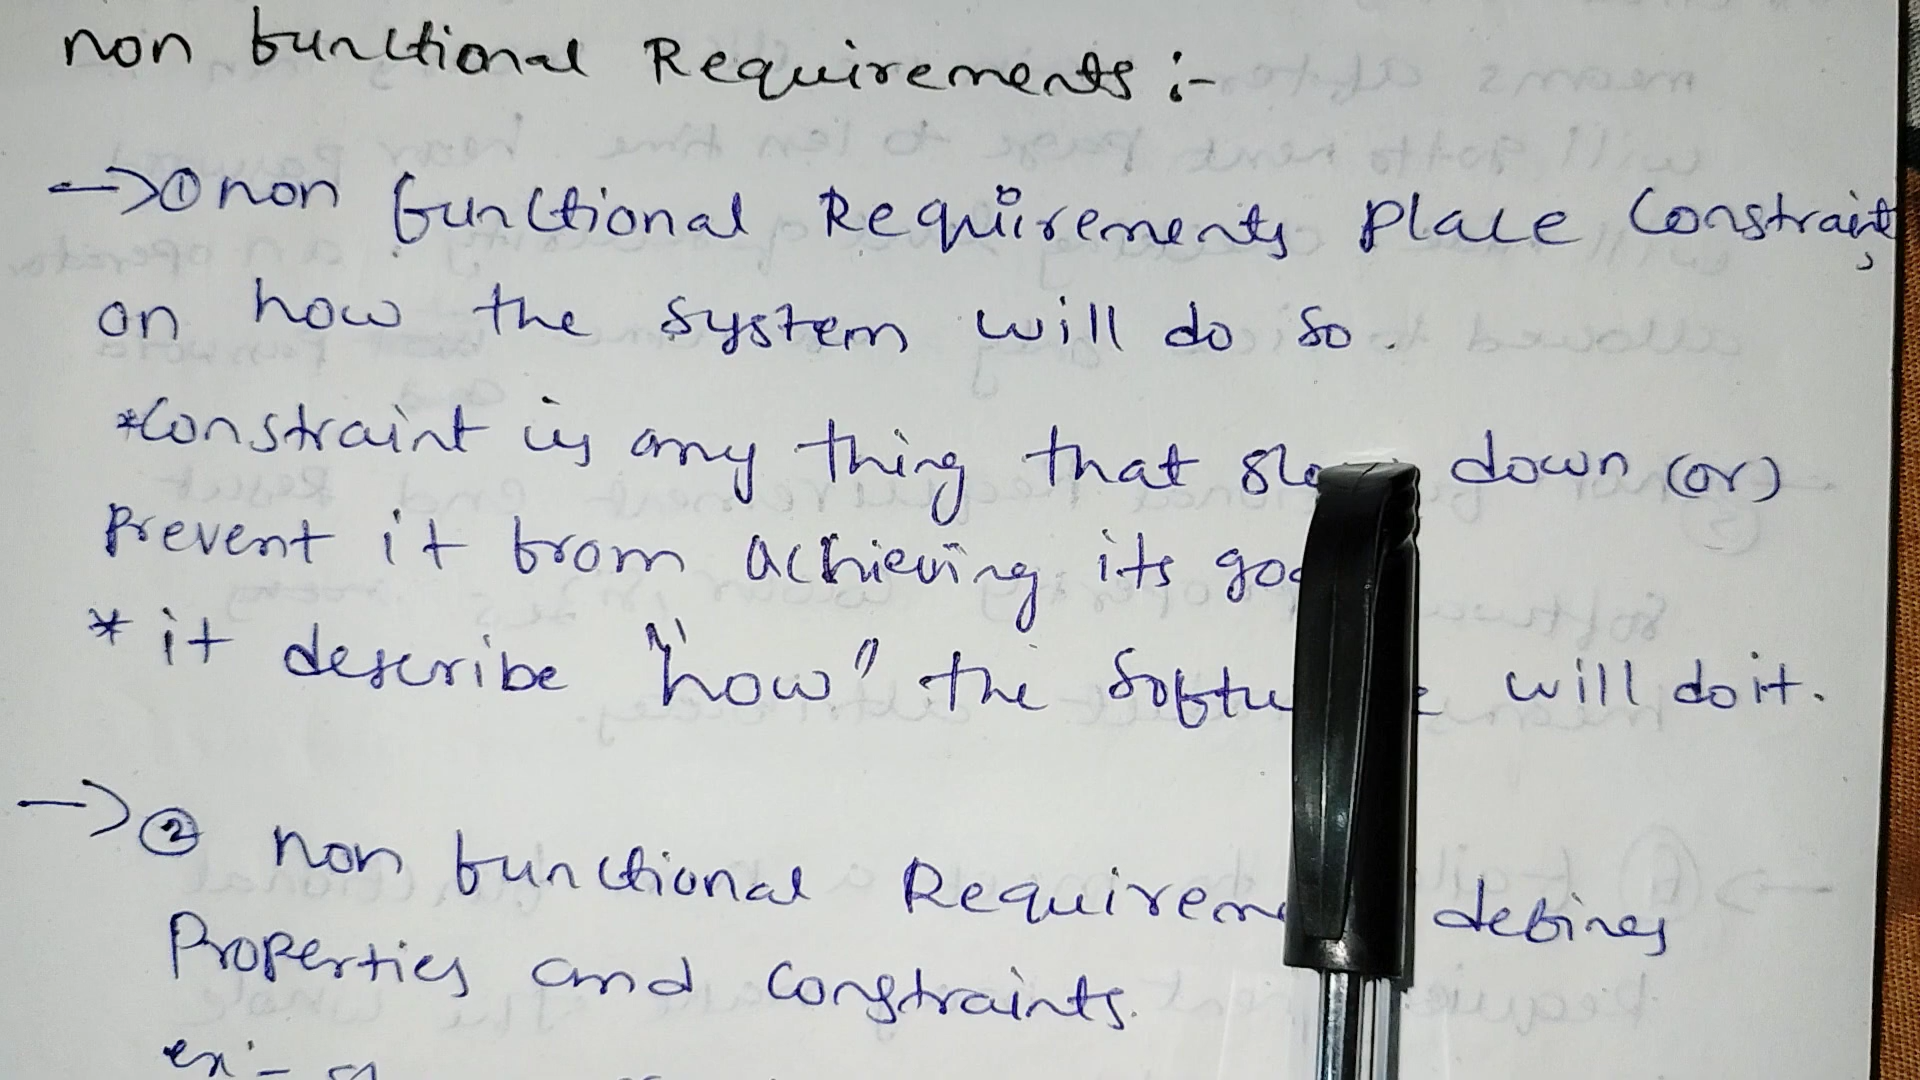 non functional Requirements :-
→① non functional Requirements place constraints
on how the system will do so.
*Constraint is any thing that down (or)
Prevent it from achieving its
* it describe "how" the will do it.
→② non functional defines
Properties and constraints.
ex:-